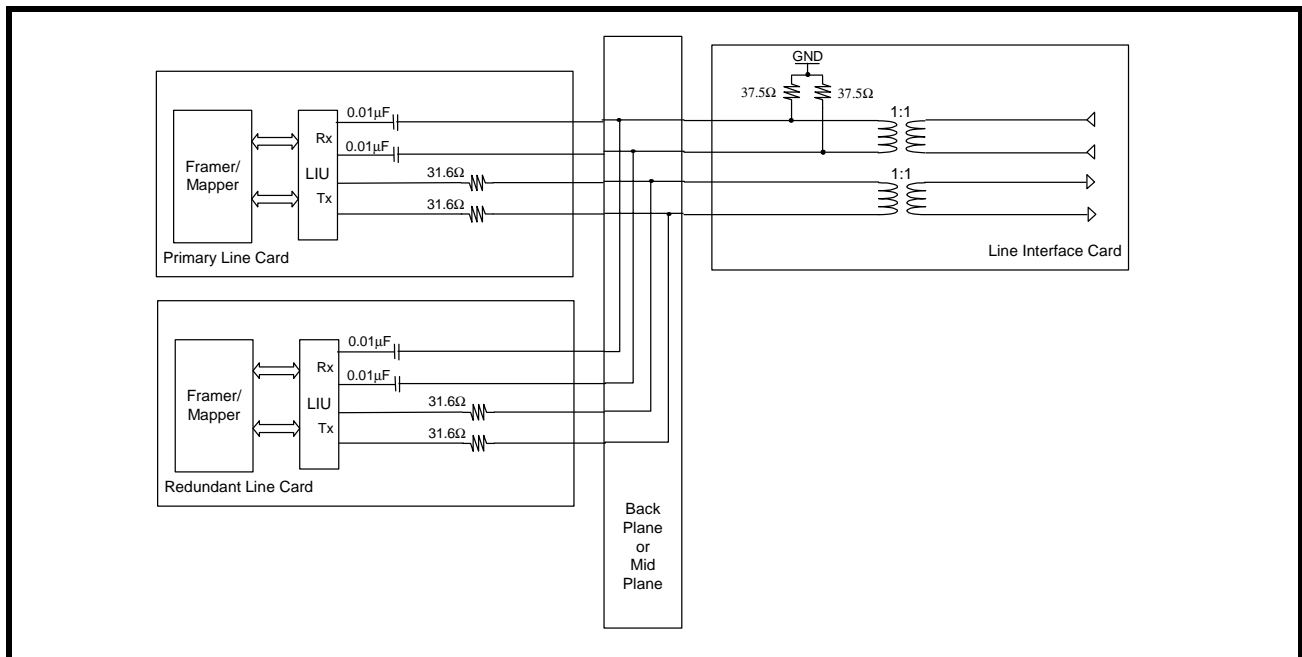 GND
37.5Ω
37.5Ω
1:1
1:1
Line Interface Card
0.01µF
0.01µF
31.6Ω
31.6Ω
Framer/
Mapper
Rx
LIU
Tx
Primary Line Card
0.01µF
0.01µF
31.6Ω
31.6Ω
Framer/
Mapper
Rx
LIU
Tx
Redundant Line Card
Back
Plane
or
Mid
Plane